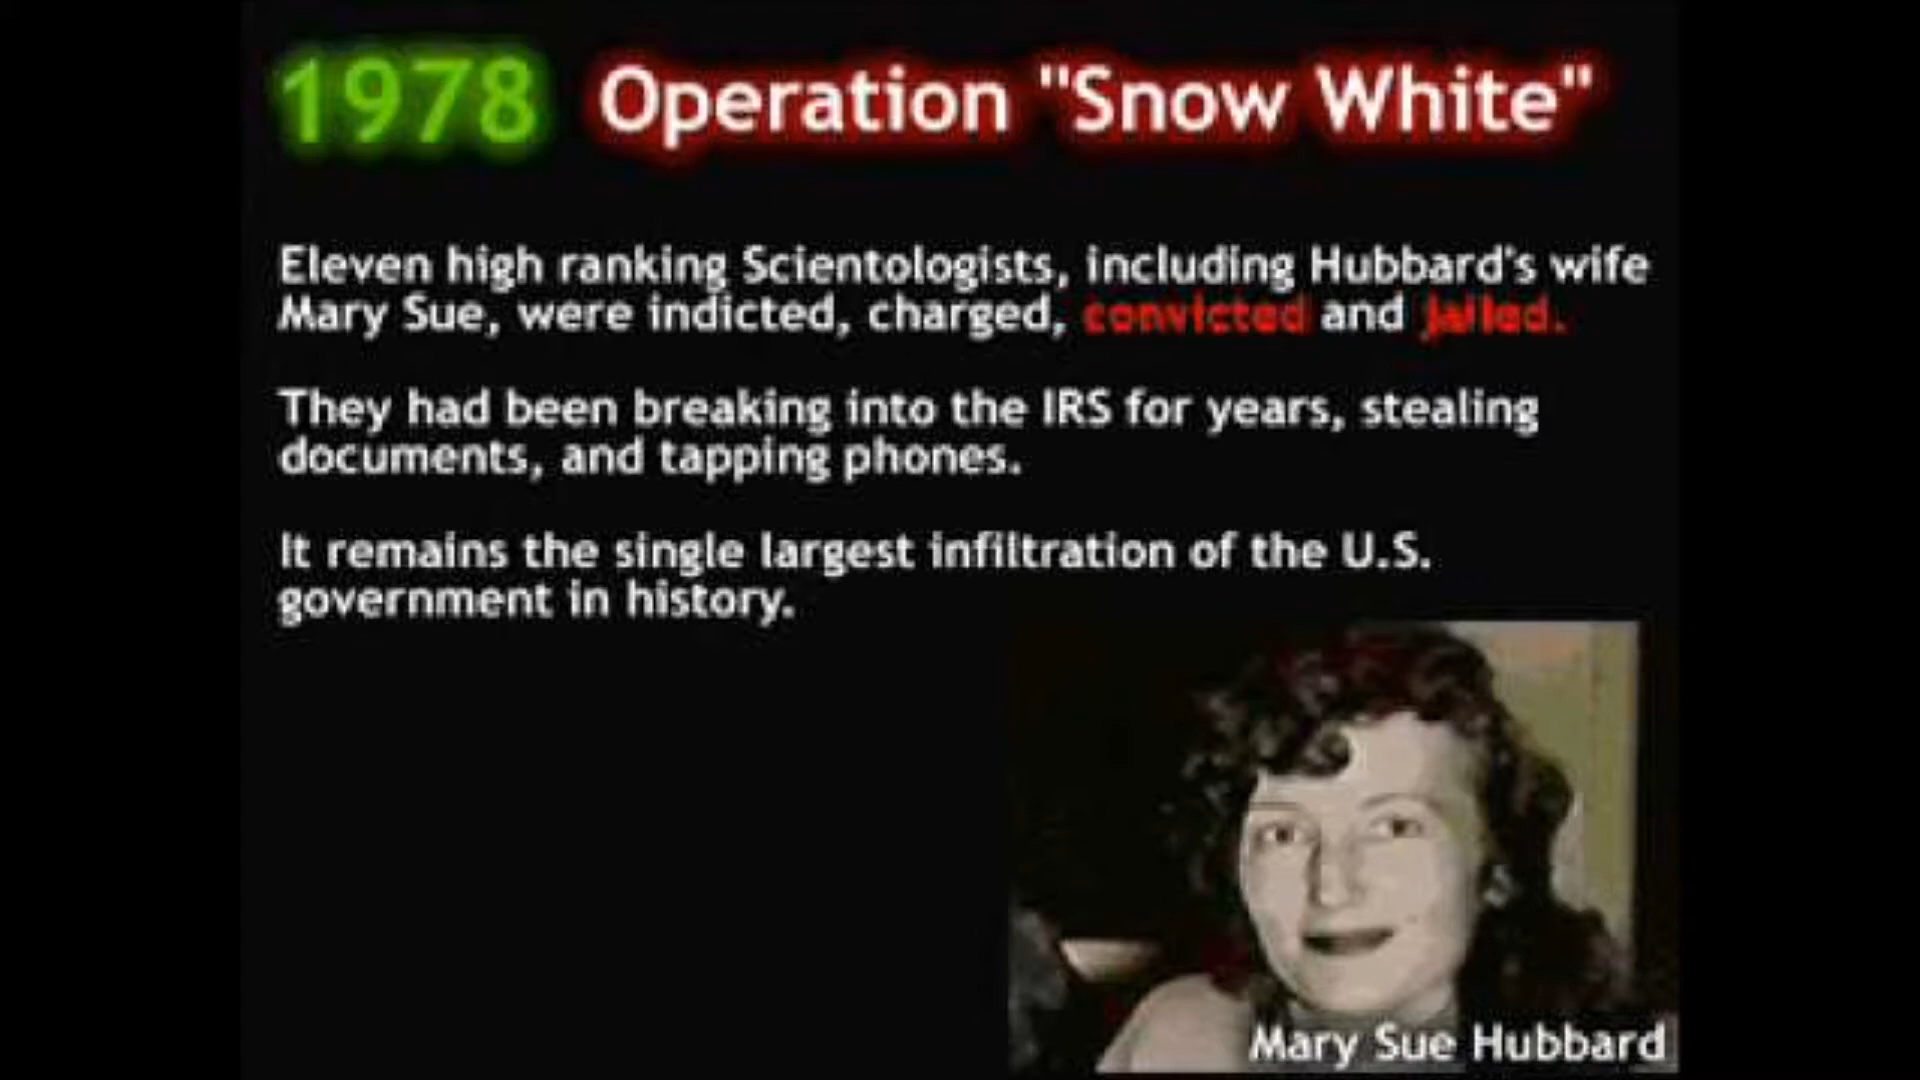 1978 Operation "Snow White"
Eleven high ranking Scientologists, including Hubbard's wife
Mary Sue, were indicted, charged, convicted and jailed.
They had been breaking into the IRS for years, stealing
documents, and tapping phones.
It remains the single largest infiltration of the U.S.
government in history.
Mary Sue Hubbard